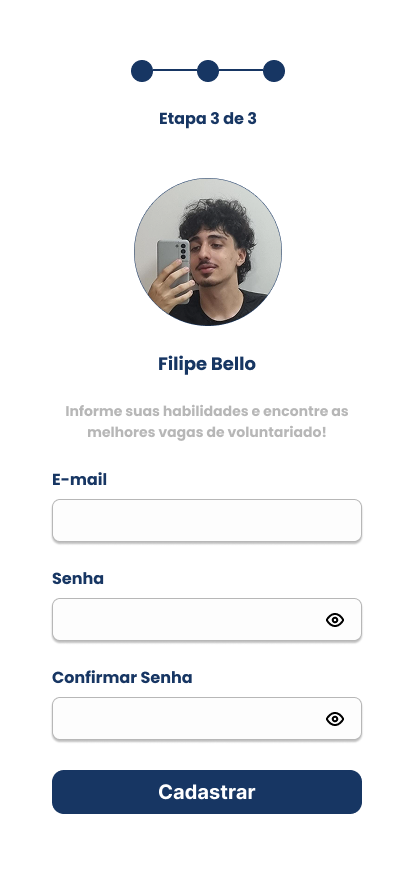 Etapa 3 de 3
Filipe Bello
Informe suas habilidades e encontre as
melhores vagas de voluntariado!
E-mail
Senha
Confirmar Senha
Cadastrar